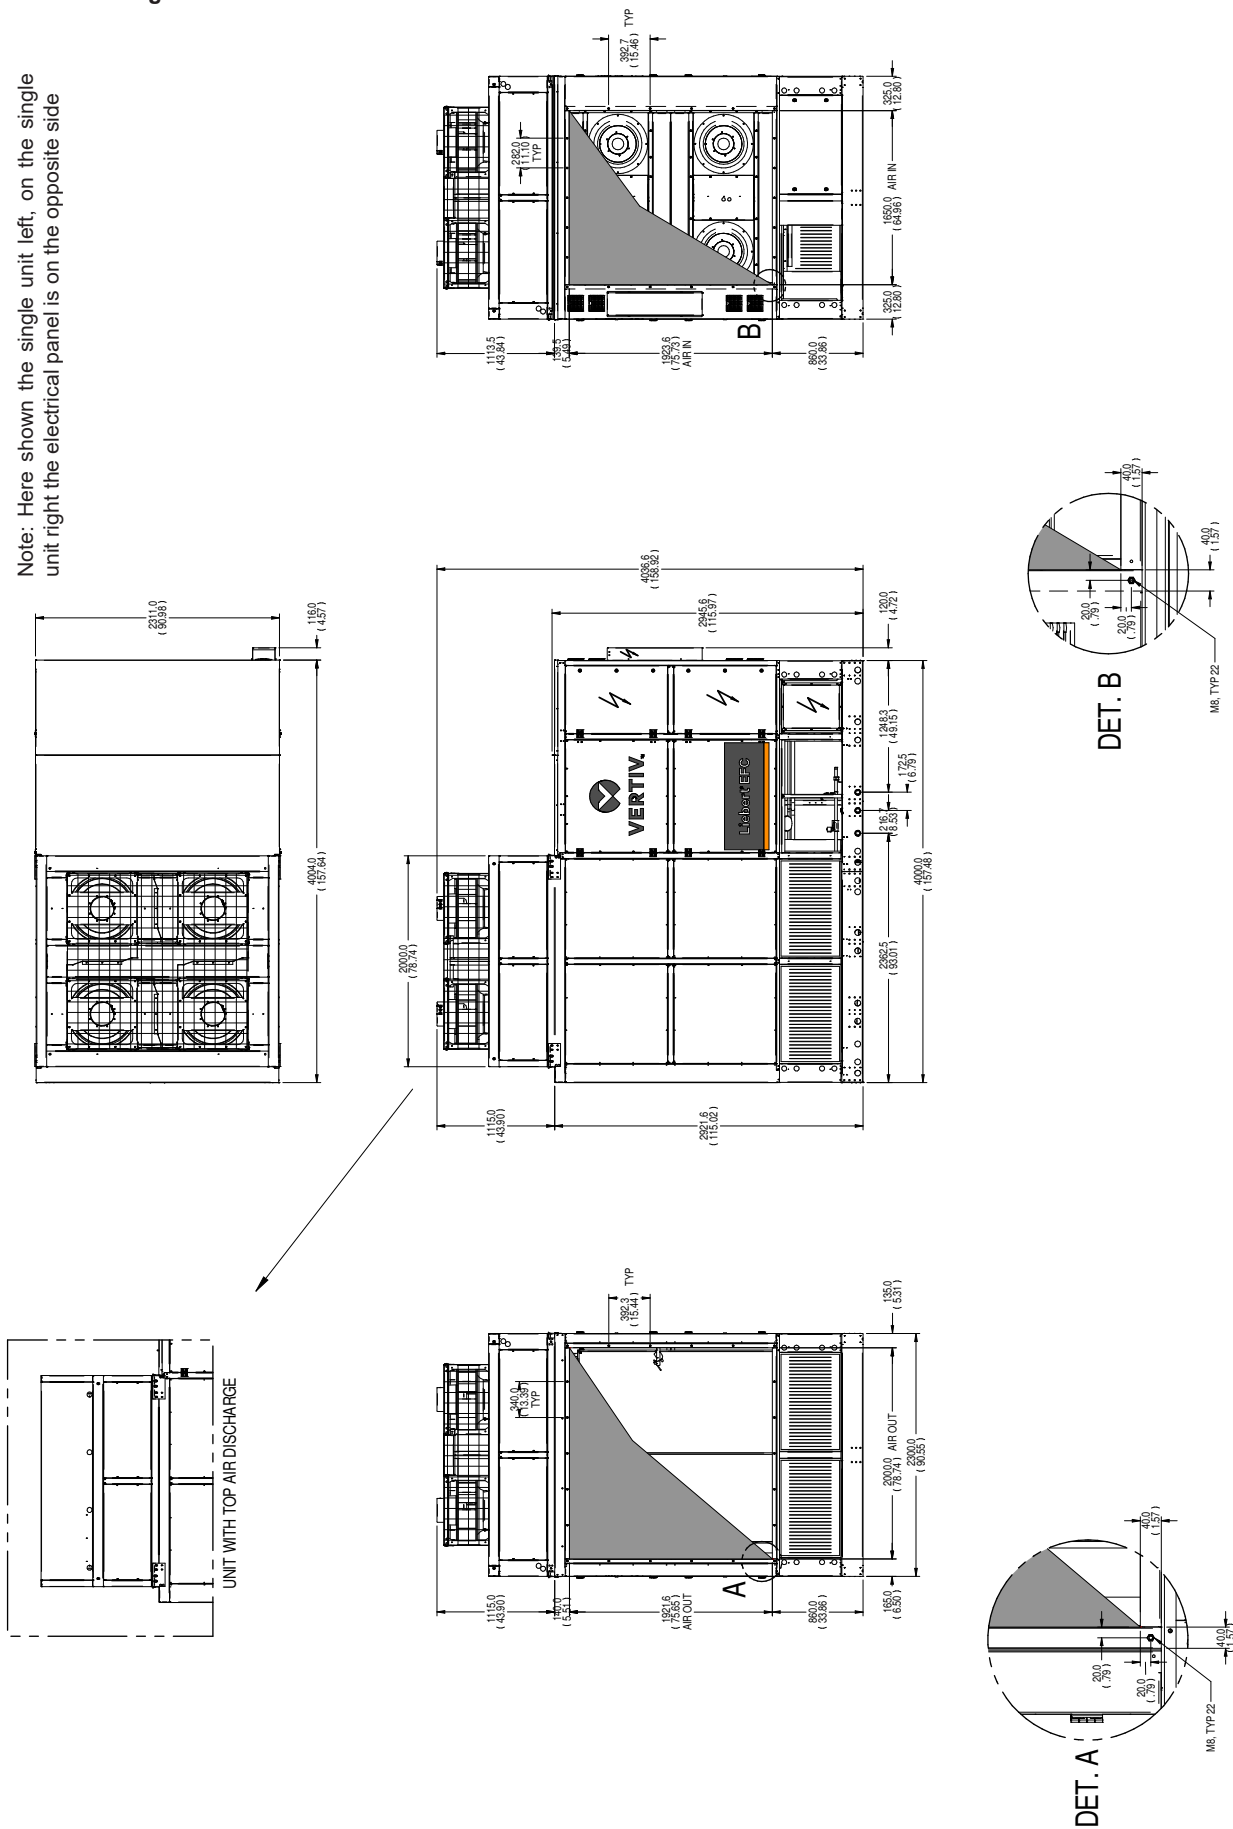 g
Note: Here shown the single unit left, on the single
unit right the electrical panel is on the opposite side
2311.0
( 90.98 )
116.0
( 4.57 )
4004.0
( 157.64 )
UNIT WITH TOP AIR DISCHARGE
1115.0
( 43.90 )
140.0
( 5.51 )
1921.6
( 75.65 )
AIR OUT
860.0
( 33.86 )
340.0
( 13.39 )
TYP
392.3
( 15.44 )
TYP
165.0
( 6.50 )
2000.0
( 78.74 )
AIR OUT
135.0
( 5.31 )
2300.0
( 90.55 )
A
2000.0
( 78.74 )
1115.0
( 43.90 )
2921.6
( 115.02 )
VERTIV
Liebert EFC
2945.6
( 115.97 )
4036.6
( 158.92 )
120.0
( 4.72 )
1248.3
( 49.15 )
172.5
( 6.79 )
216.7
( 8.53 )
2362.5
( 93.01 )
4000.0
( 157.48 )
1113.5
( 43.84 )
139.5
( 5.49 )
1923.6
( 75.73 )
AIR IN
860.0
( 33.86 )
282.0
( 11.10 )
TYP
392.7
( 15.46 )
TYP
325.0
( 12.80 )
1650.0
( 64.96 )
AIR IN
325.0
( 12.80 )
B
DET. A
20.0
( .79 )
20.0
( .79 )
40.0
( 1.57 )
40.0
( 1.57 )
M8, TYP 22
DET. B
20.0
( .79 )
20.0
( .79 )
40.0
( 1.57 )
40.0
( 1.57 )
M8, TYP 22